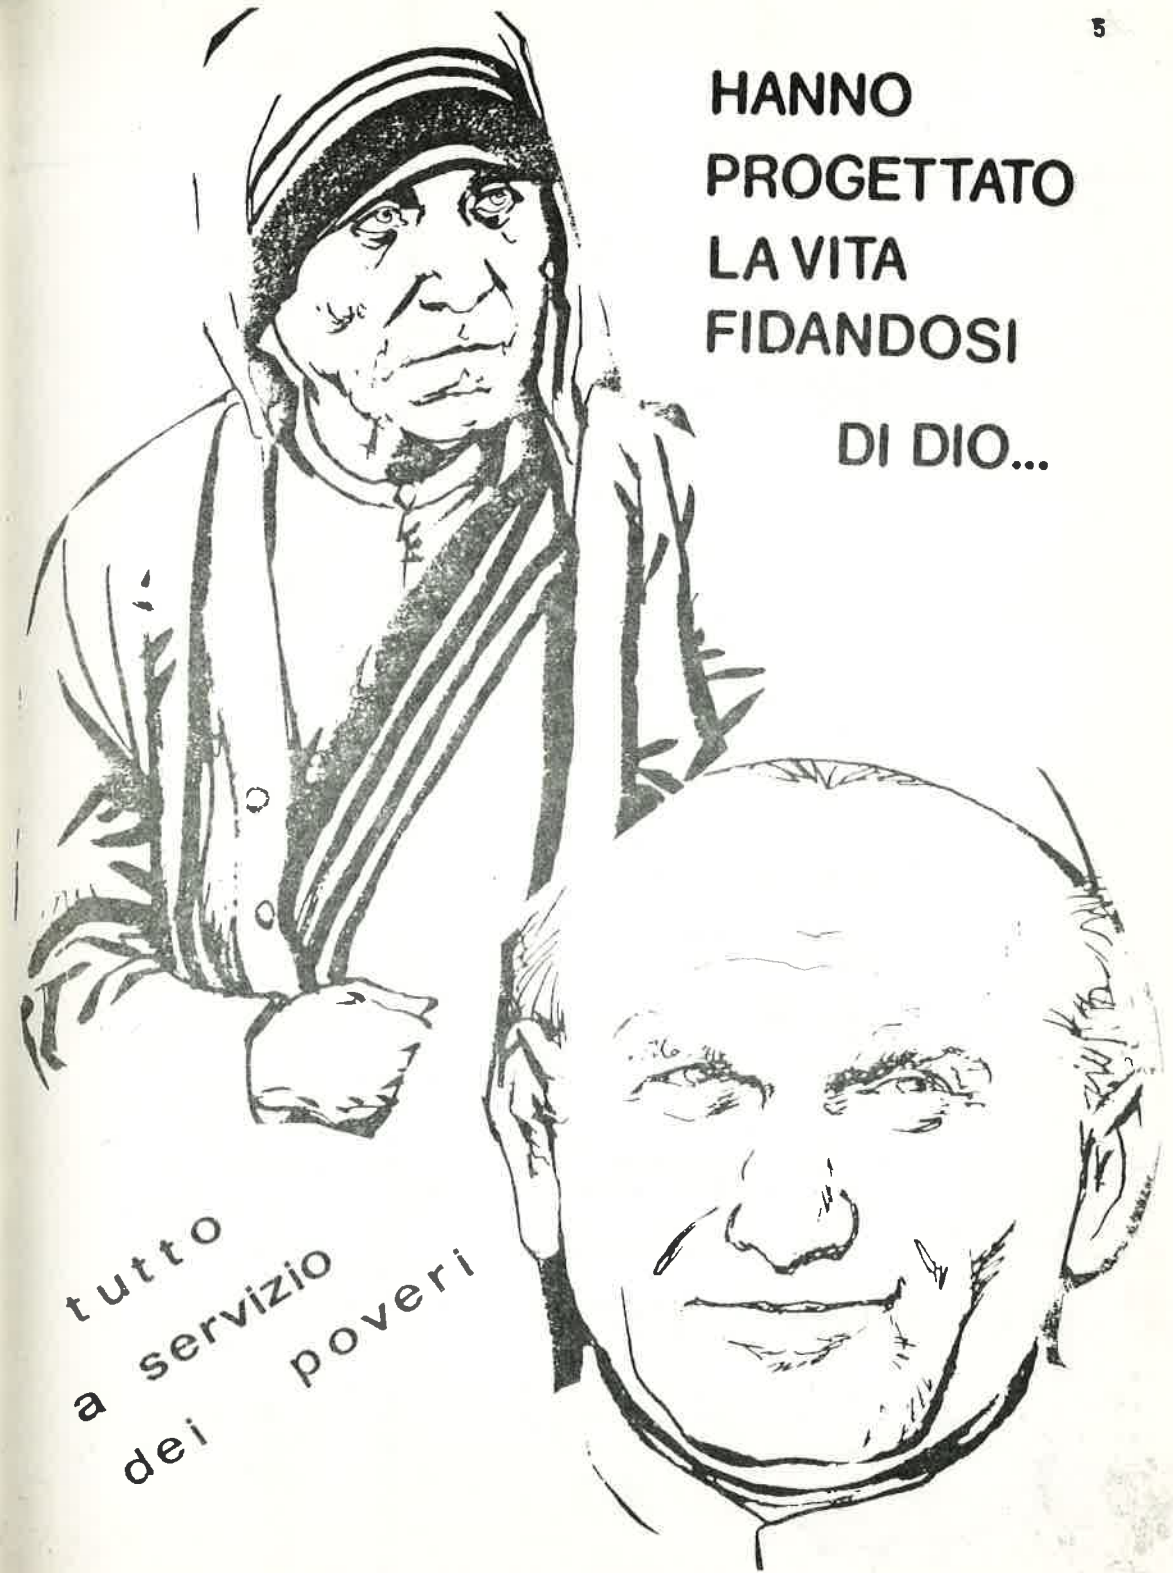 5
HANNO
PROGETTATO
LA VITA
FIDANDOSI
DI DIO...
tutto
a servizio
dei poveri